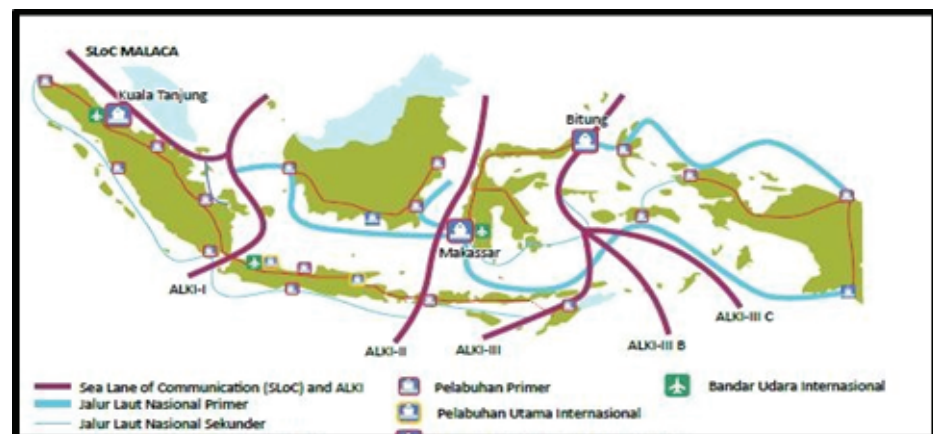 SLoC MALACA
Kuala Tanjung
Bitung
Makassar
ALKI-I
ALKI-II
ALKI-III
ALKI-III B
ALKI-III C
Sea Lane of Communication (SLoC) and ALKI
Jalur Laut Nasional Primer
Jalur Laut Nasional Sekunder
Pelabuhan Primer
Pelabuhan Utama Internasional
Bandar Udara Internasional